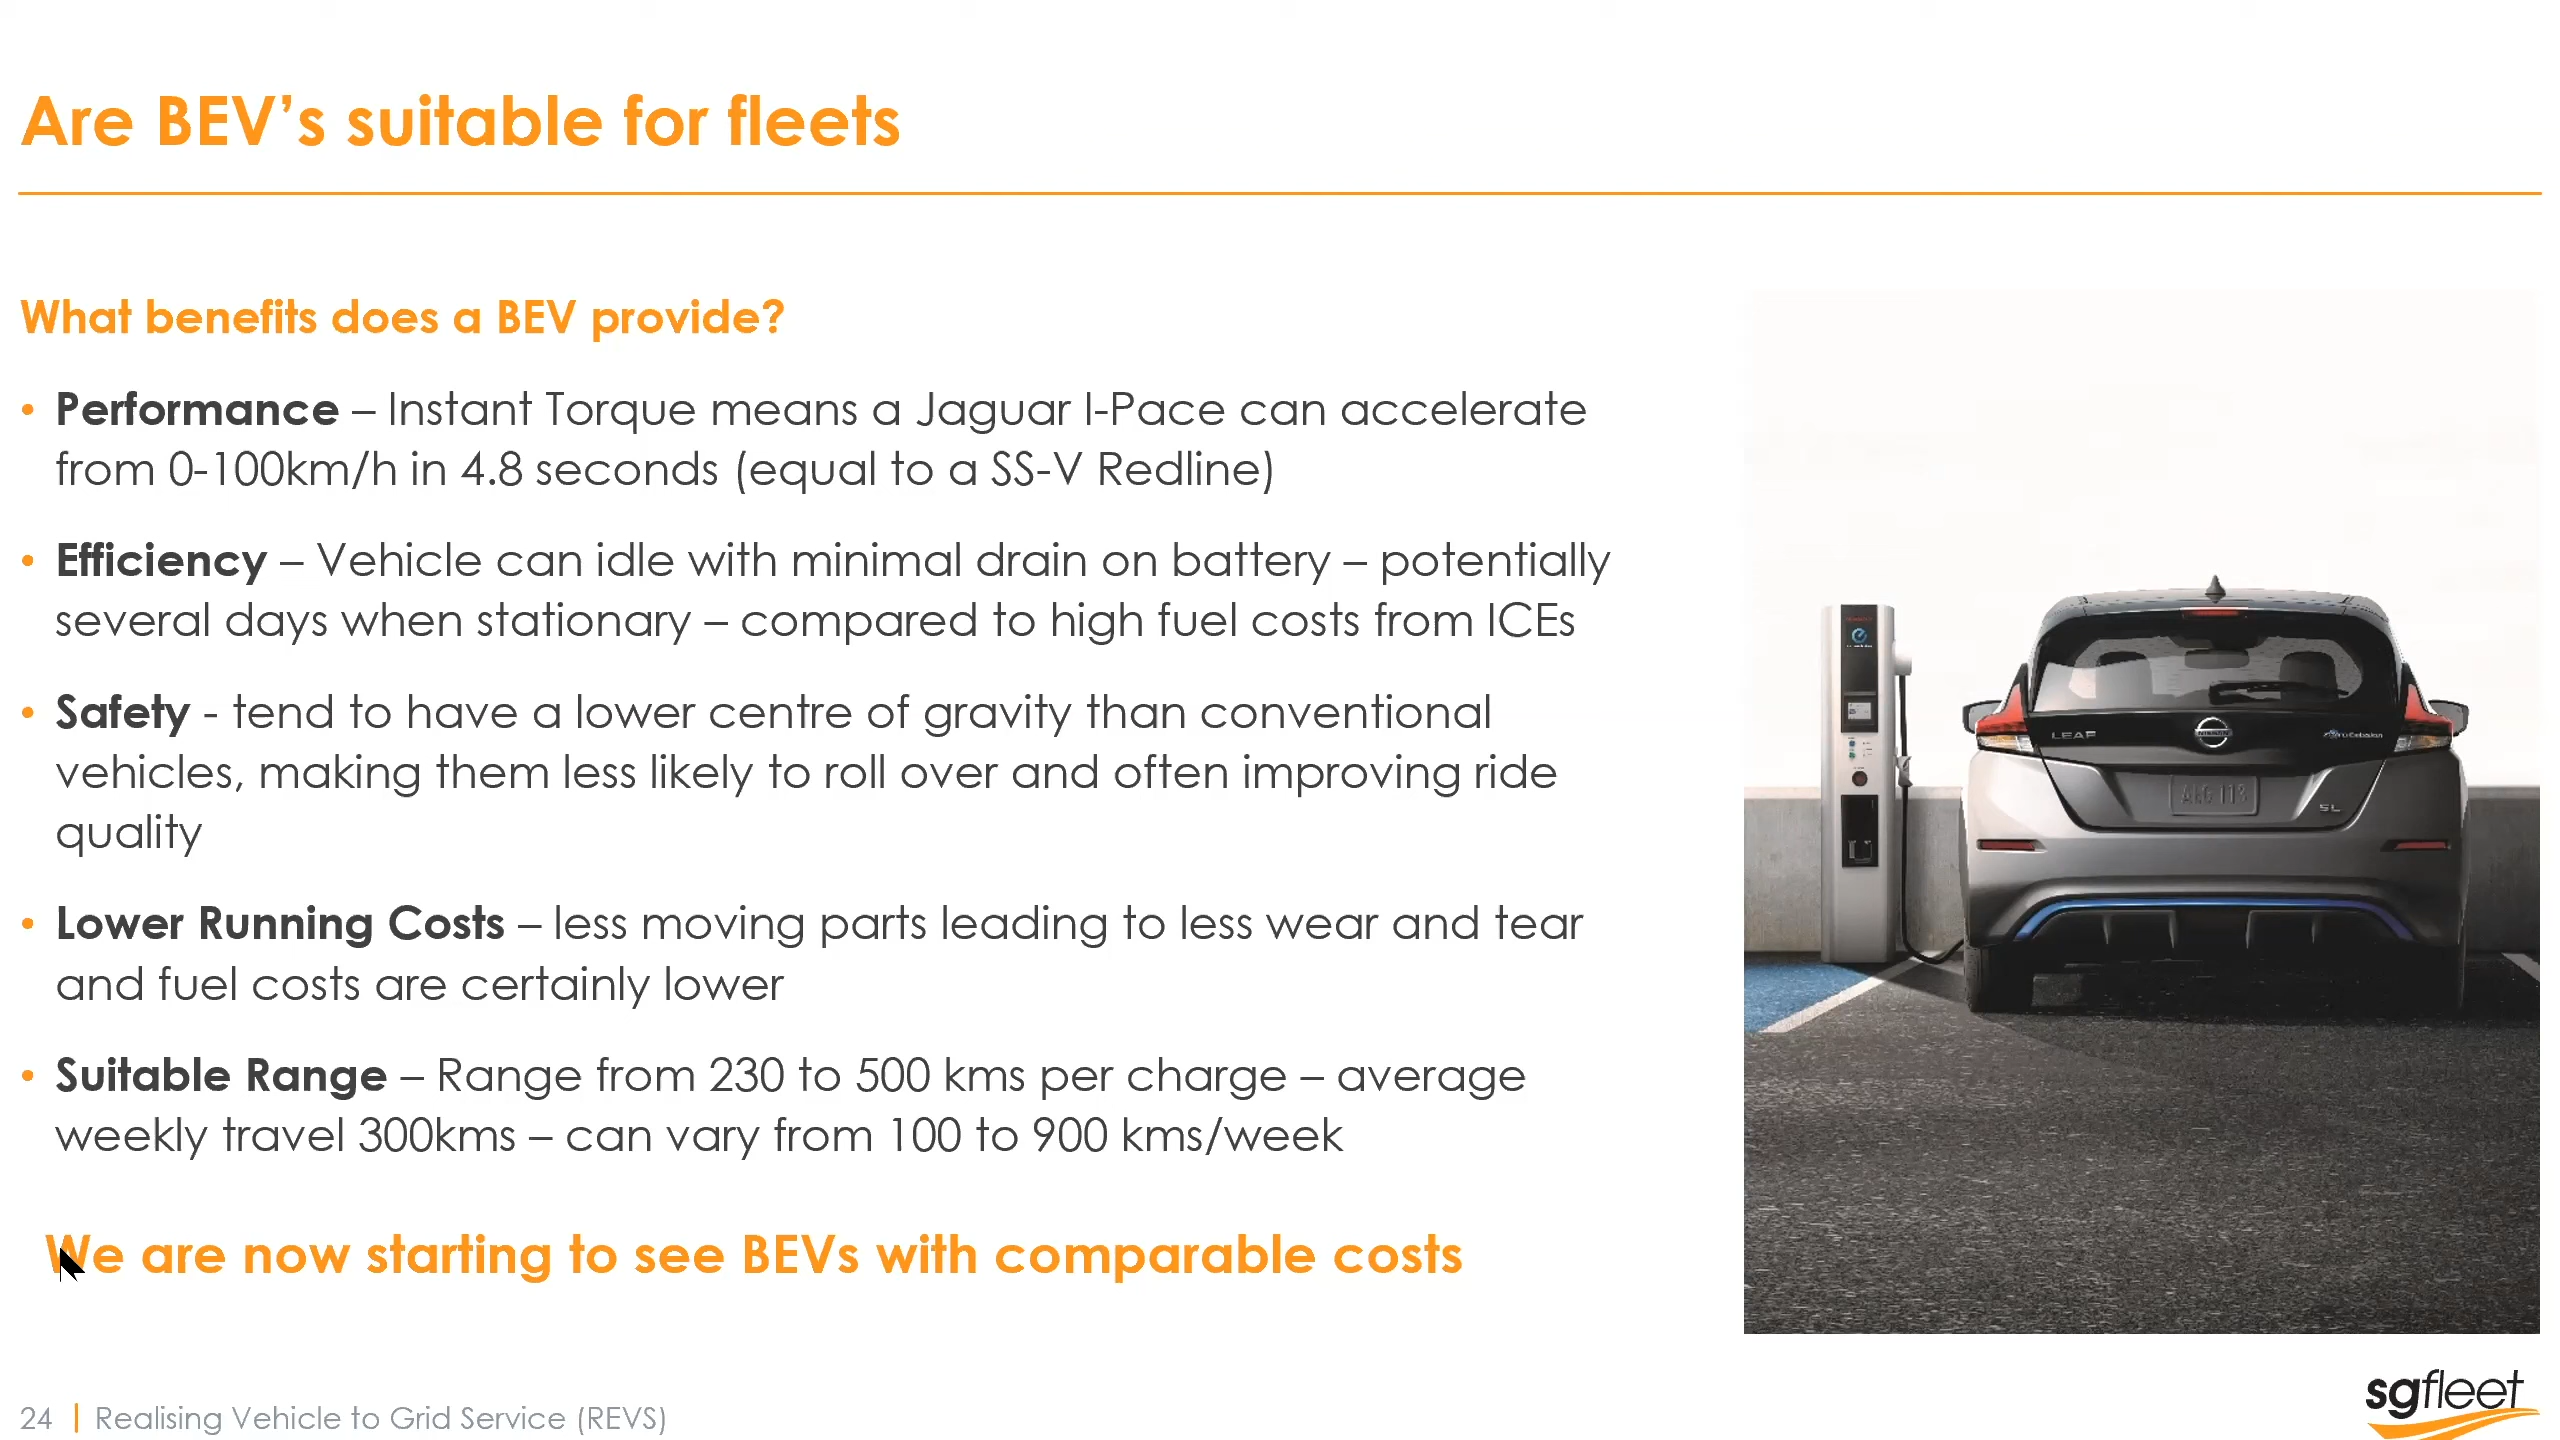 Are BEV’s suitable for fleets
What benefits does a BEV provide?
• Performance – Instant Torque means a Jaguar I-Pace can accelerate
from 0-100km/h in 4.8 seconds (equal to a SS-V Redline)
• Efficiency – Vehicle can idle with minimal drain on battery – potentially
several days when stationary – compared to high fuel costs from ICEs
• Safety - tend to have a lower centre of gravity than conventional
vehicles, making them less likely to roll over and often improving ride
quality
• Lower Running Costs – less moving parts leading to less wear and tear
and fuel costs are certainly lower
• Suitable Range – Range from 230 to 500 kms per charge – average
weekly travel 300kms – can vary from 100 to 900 kms/week
We are now starting to see BEVs with comparable costs
LEAF
SL
24 | Realising Vehicle to Grid Service (REVS)
sgfleet